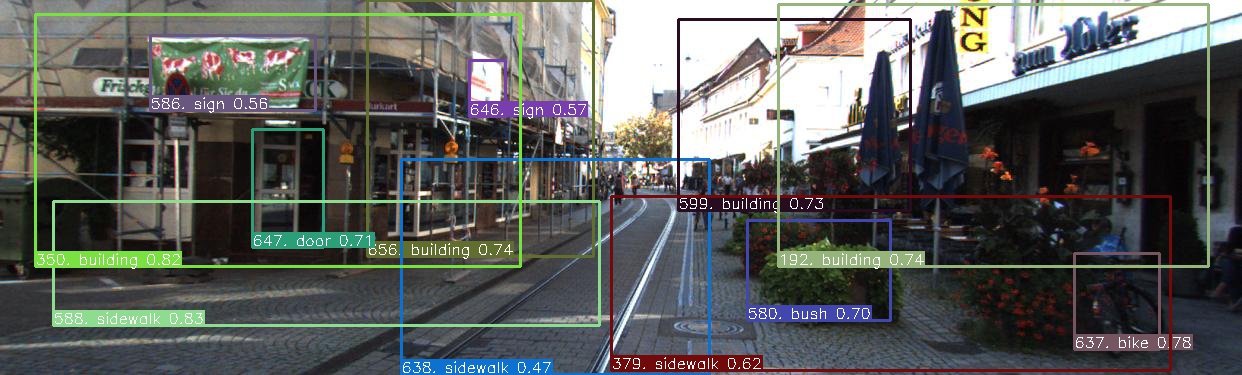 586. sign 0.56
646. sign 0.57
647. door 0.71
656. building 0.74
350. building 0.82
588. sidewalk 0.83
638. sidewalk 0.47
379. sidewalk 0.62
599. building 0.73
192. building 0.74
580. bush 0.70
637. bike 0.78
NG
zum Adler